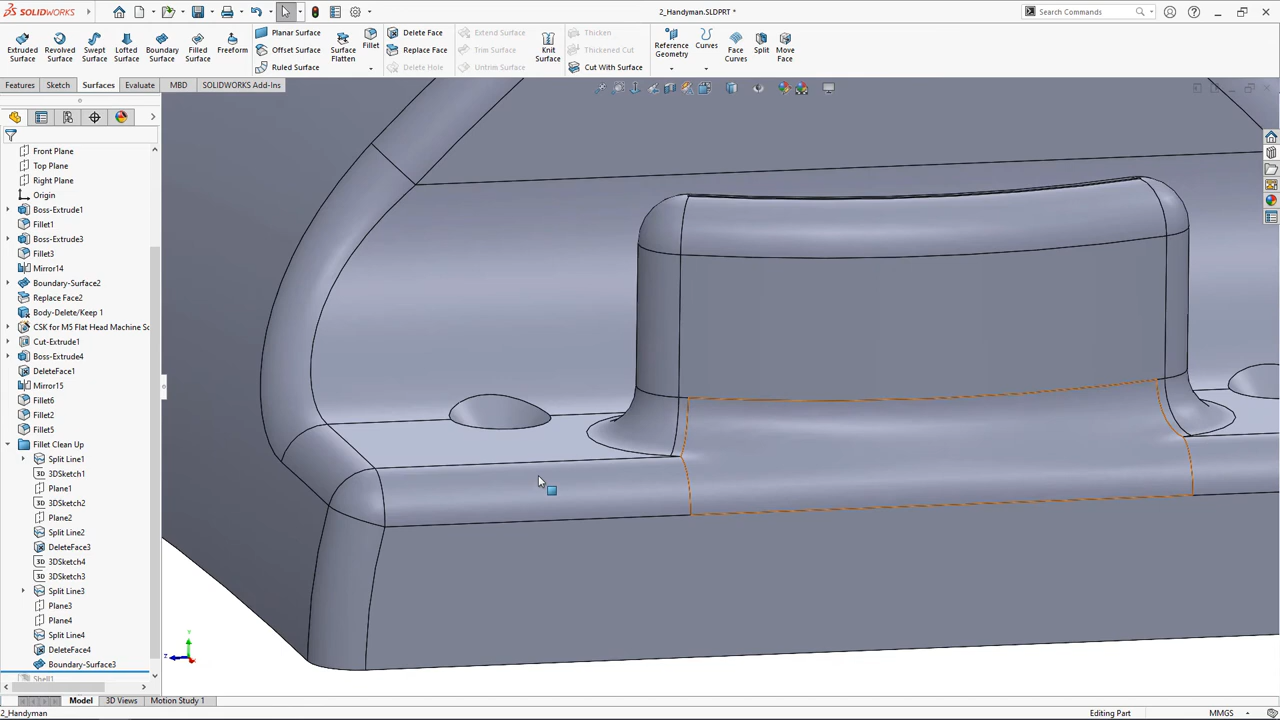 SOLIDWORKS
2_Handyman.SLDPRT *
Search Commands
Extruded Surface
Revolved Surface
Swept Surface
Lofted Surface
Boundary Surface
Filled Surface
Freeform
Planar Surface
Offset Surface
Ruled Surface
Surface Flatten
Fillet
Delete Face
Replace Face
Delete Hole
Extend Surface
Trim Surface
Untrim Surface
Knit Surface
Thicken
Thickened Cut
Cut With Surface
Reference Geometry
Curves
Face Curves
Split
Move Face
Features
Sketch
Surfaces
Evaluate
MBD
SOLIDWORKS Add-Ins
Front Plane
Top Plane
Right Plane
Origin
Boss-Extrude1
Fillet1
Boss-Extrude3
Fillet3
Mirror14
Boundary-Surface2
Replace Face2
Body-Delete/Keep 1
CSK for M5 Flat Head Machine Sc
Cut-Extrude1
Boss-Extrude4
DeleteFace1
Mirror15
Fillet6
Fillet2
Fillet5
Fillet Clean Up
Split Line1
3D 3DSketch1
Plane1
3D 3DSketch2
Plane2
Split Line2
DeleteFace3
3D 3DSketch4
3D 3DSketch3
Split Line3
Plane3
Plane4
Split Line4
DeleteFace4
Boundary-Surface3
Shell1
Y
Z
Model
3D Views
Motion Study 1
2_Handyman
Editing Part
MMGS